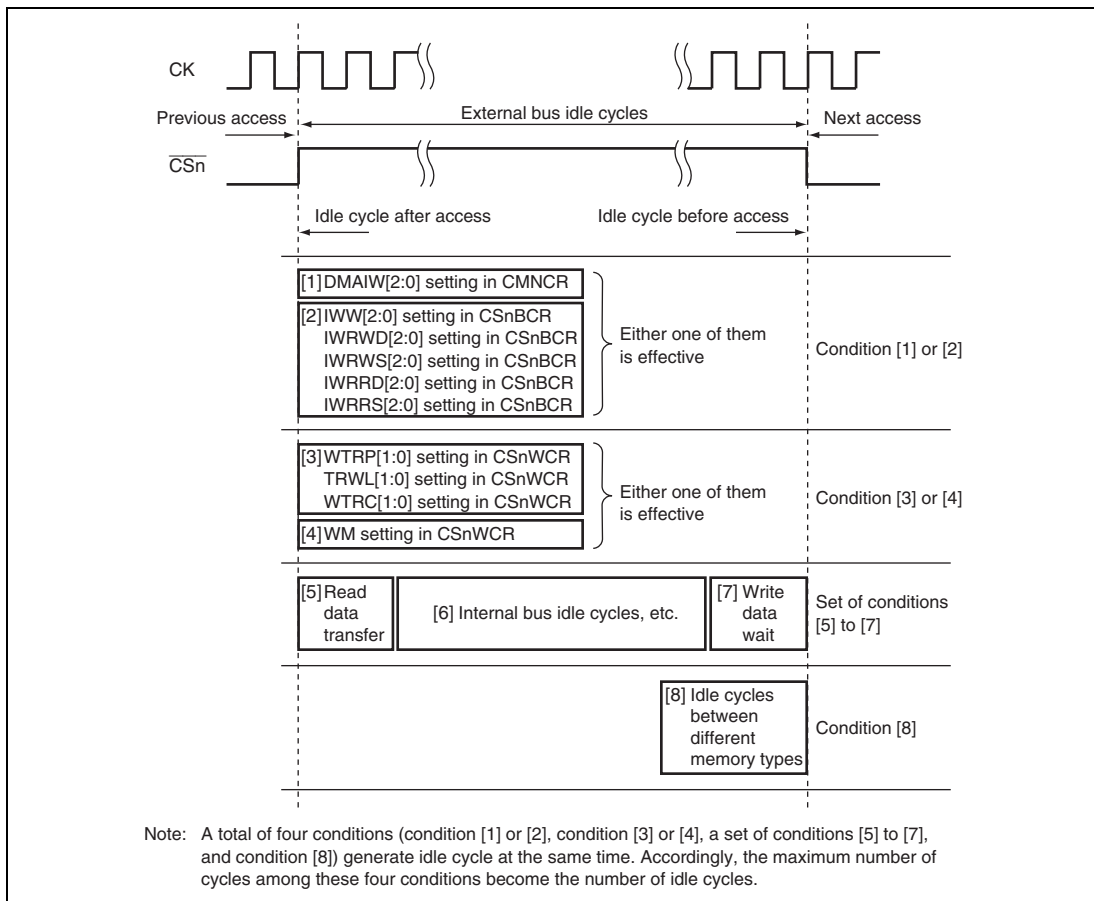 CK
Previous access
External bus idle cycles
Next access
CSn
Idle cycle after access
Idle cycle before access
[1] DMAIW[2:0] setting in CMNCR
[2] IWW[2:0] setting in CSnBCR
IWRWD[2:0] setting in CSnBCR
IWRWS[2:0] setting in CSnBCR
IWRRD[2:0] setting in CSnBCR
IWRRS[2:0] setting in CSnBCR
Either one of them
is effective
Condition [1] or [2]
[3] WTRP[1:0] setting in CSnWCR
TRWL[1:0] setting in CSnWCR
WTRC[1:0] setting in CSnWCR
[4] WM setting in CSnWCR
Either one of them
is effective
Condition [3] or [4]
[5] Read
data
transfer
[6] Internal bus idle cycles, etc.
[7] Write
data
wait
Set of conditions
[5] to [7]
[8] Idle cycles
between
different
memory types
Condition [8]
Note: A total of four conditions (condition [1] or [2], condition [3] or [4], a set of conditions [5] to [7],
and condition [8]) generate idle cycle at the same time. Accordingly, the maximum number of
cycles among these four conditions become the number of idle cycles.